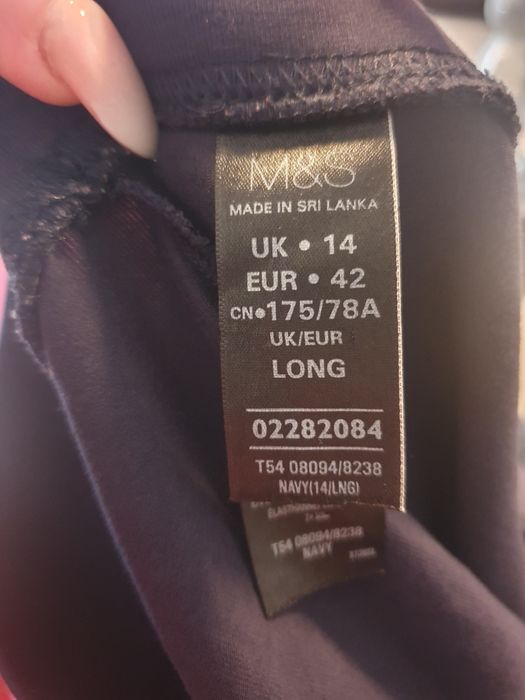 M&S
MADE IN SRI LANKA
UK • 14
EUR • 42
CN•175/78A
UK/EUR
LONG
02282084
T54 08094/8238
NAVY(14/LNG)
T54 08094/8238
NAVY